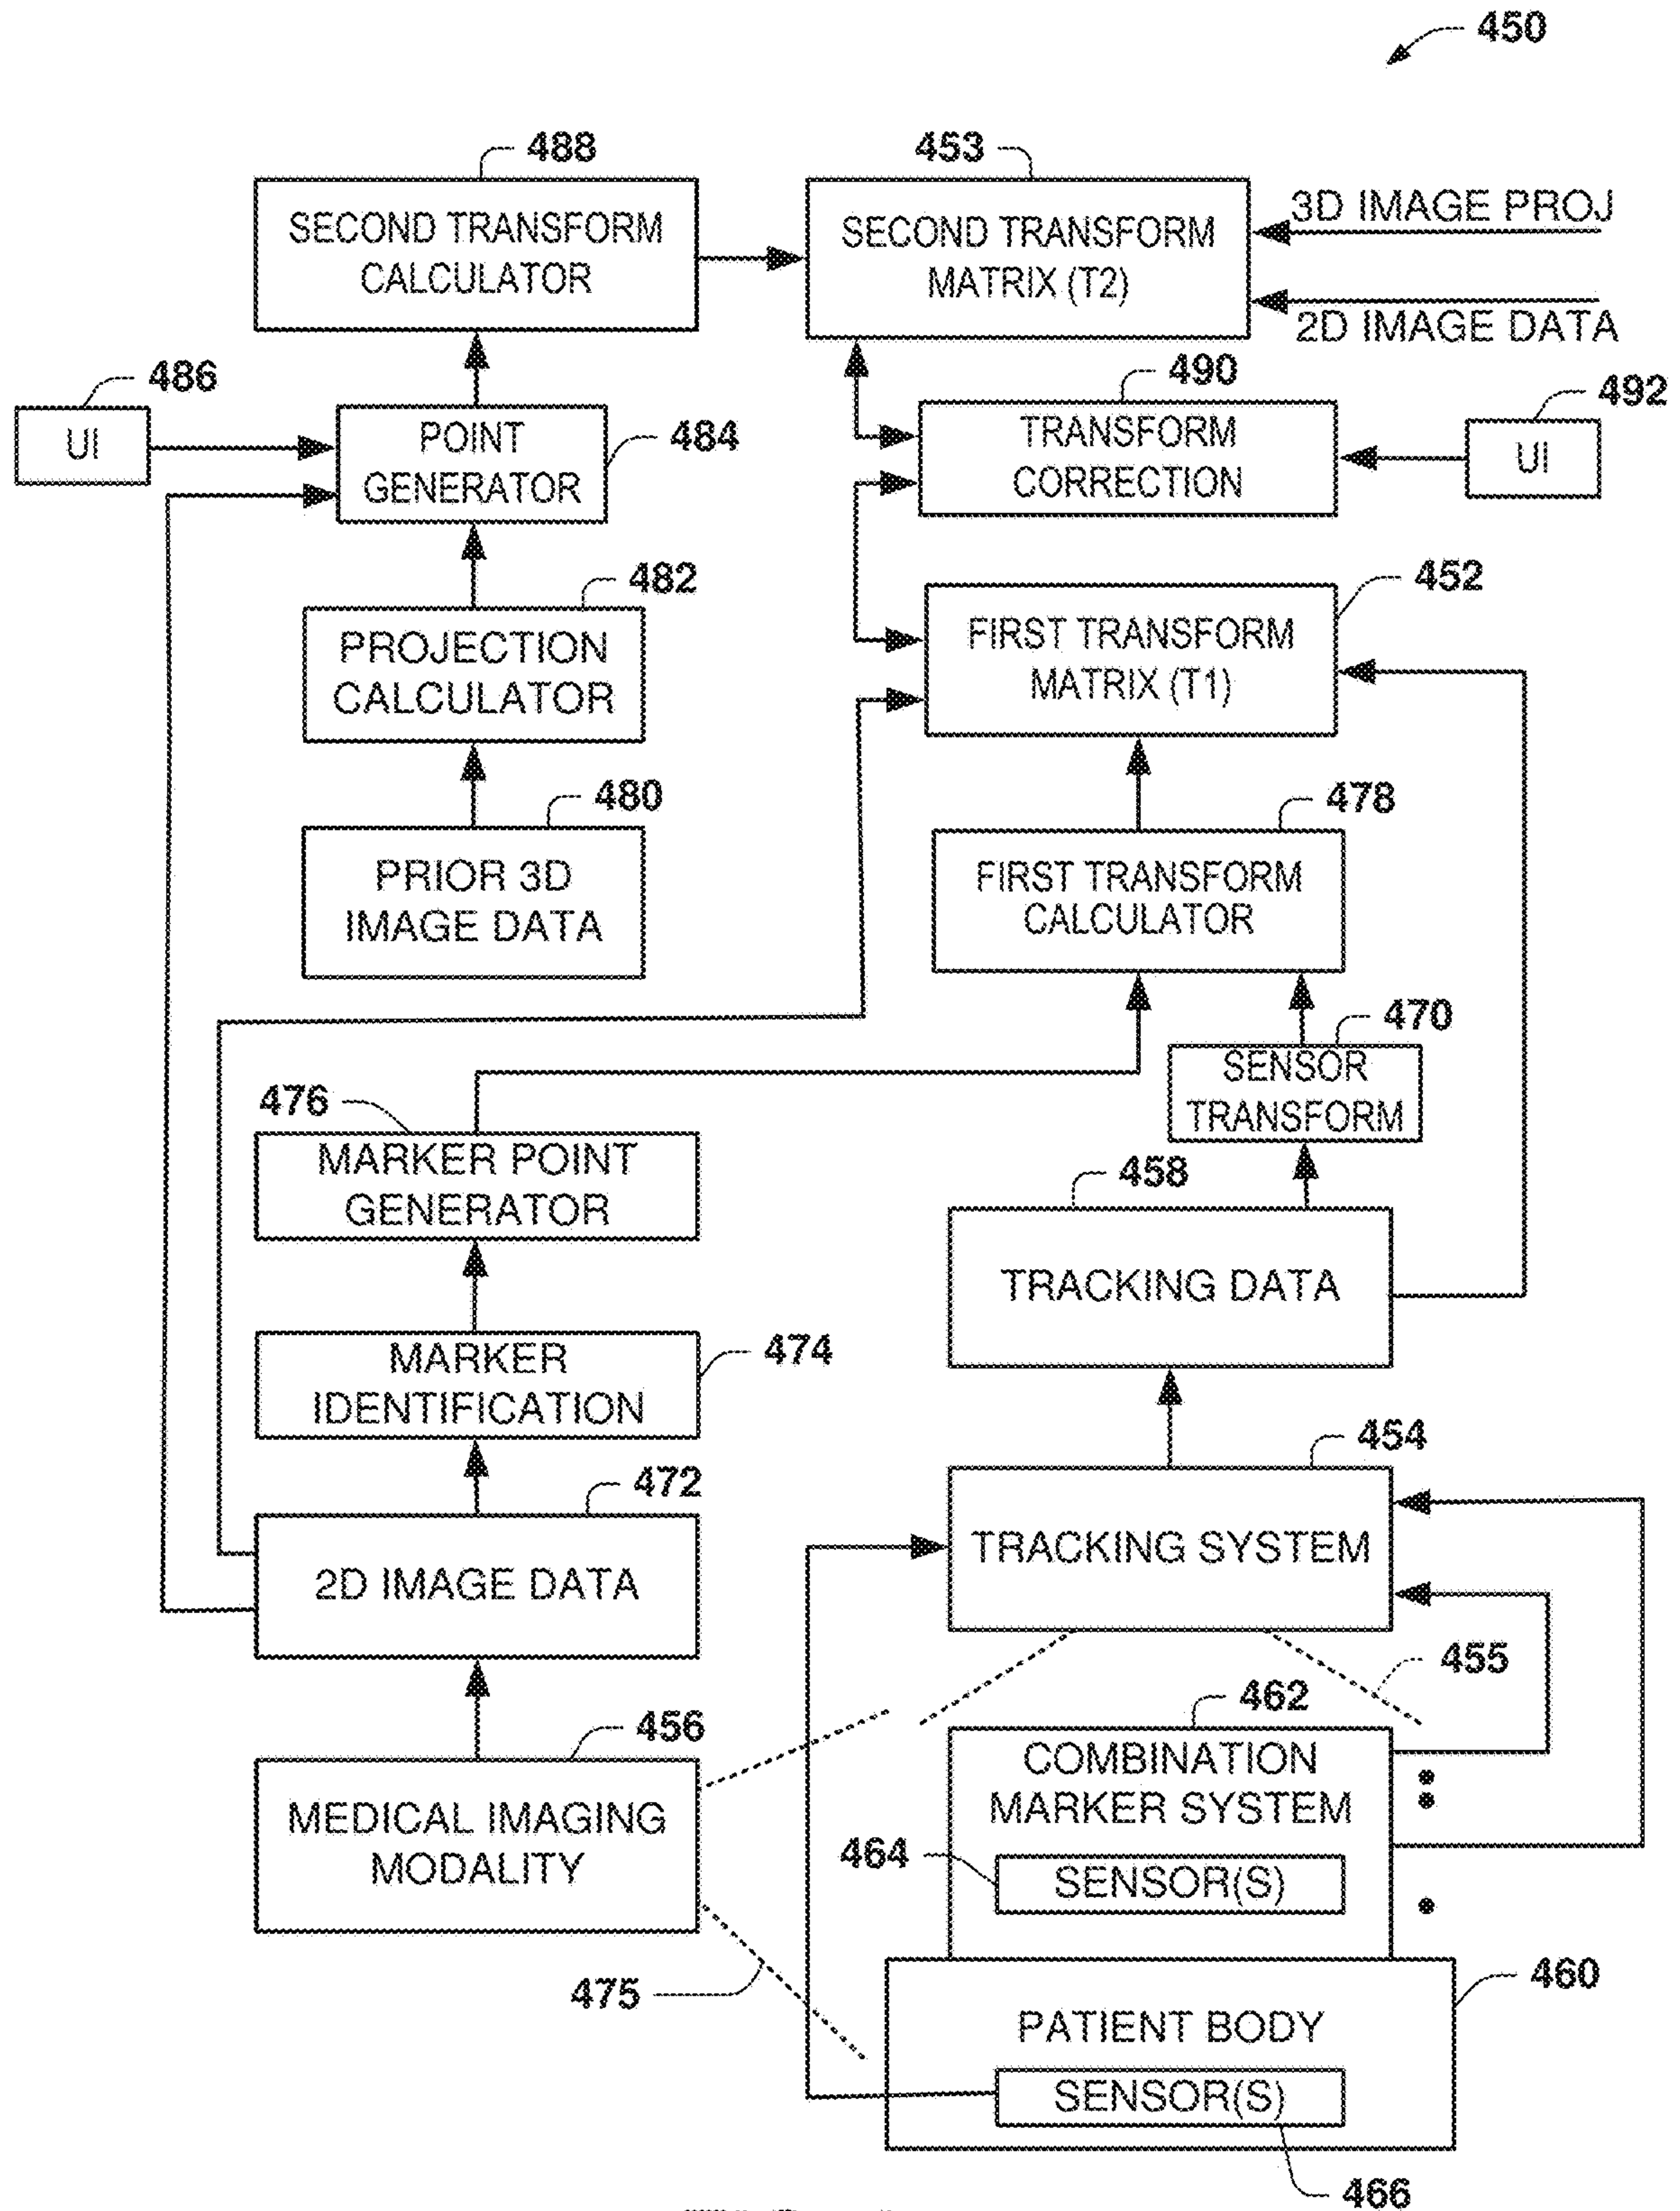 450
488
453
SECOND TRANSFORM
CALCULATOR
SECOND TRANSFORM
MATRIX (T2)
3D IMAGE PROJ
2D IMAGE DATA
486
UI
POINT
GENERATOR
484
490
TRANSFORM
CORRECTION
492
UI
482
PROJECTION
CALCULATOR
452
FIRST TRANSFORM
MATRIX (T1)
480
PRIOR 3D
IMAGE DATA
478
FIRST TRANSFORM
CALCULATOR
470
SENSOR
TRANSFORM
476
MARKER POINT
GENERATOR
458
TRACKING DATA
MARKER
IDENTIFICATION
474
454
TRACKING SYSTEM
472
2D IMAGE DATA
455
456
MEDICAL IMAGING
MODALITY
462
COMBINATION
MARKER SYSTEM
464
SENSOR(S)
475
460
PATIENT BODY
SENSOR(S)
466